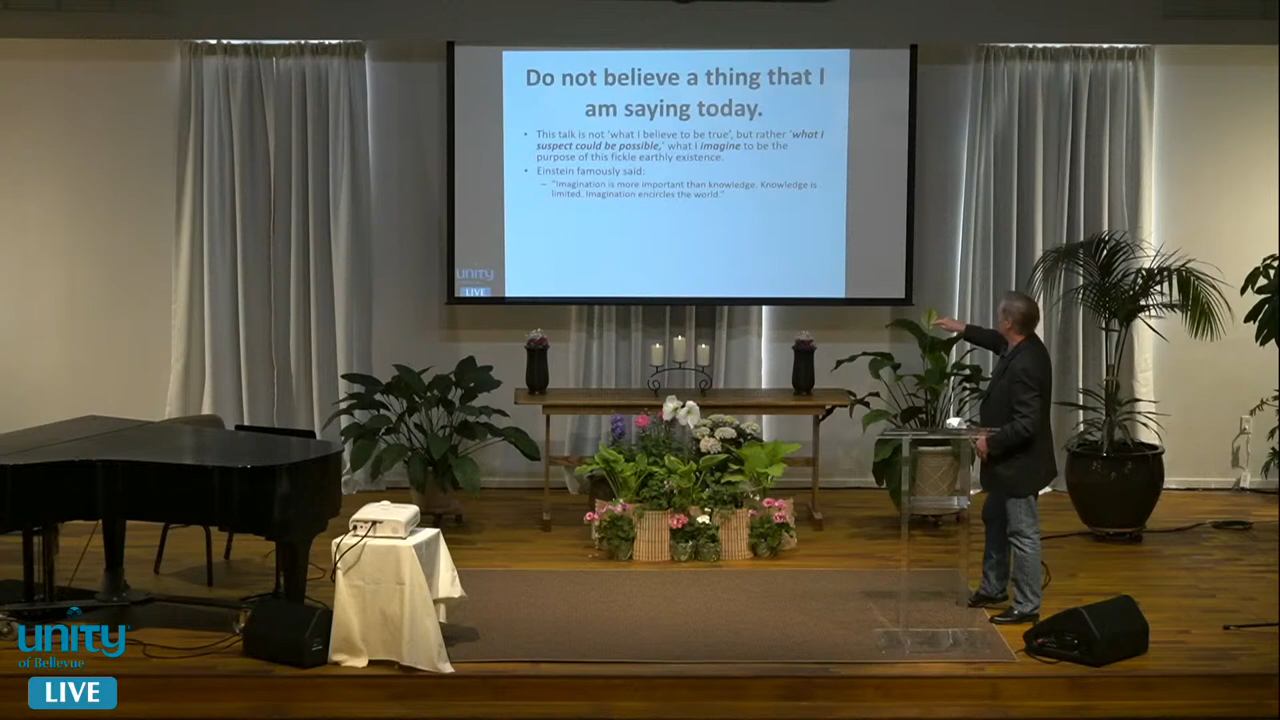 Do not believe a thing that I
am saying today.
• This talk is not 'what I believe to be true', but rather 'what I
suspect could be possible,' what I imagine to be the
purpose of this fickle earthly existence.
• Einstein famously said:
– "Imagination is more important than knowledge. Knowledge is
limited. Imagination encircles the world."
unity
LIVE
unity
of Bellevue
LIVE